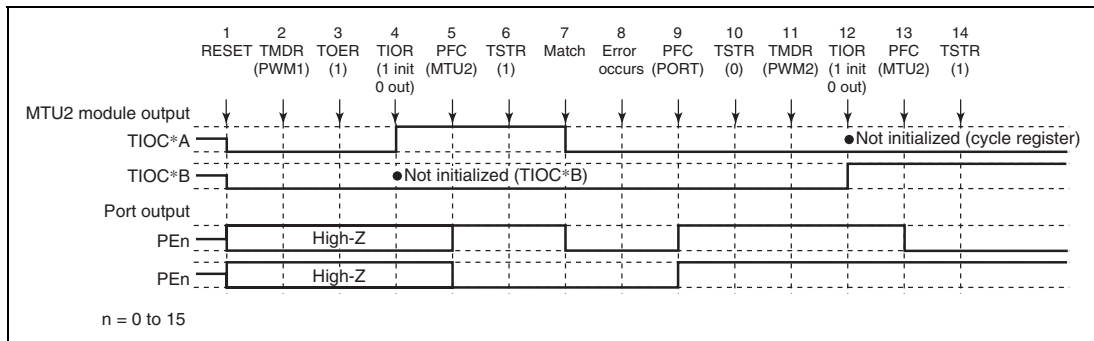 1 2 3 4 5 6 7 8 9 10 11 12 13 14
RESET TMDR TOER TIOR PFC TSTR Match Error PFC TSTR TMDR TIOR PFC TSTR
(PWM1) (1) (1 init (MTU2) (1) occurs (PORT) (0) (PWM2) (1 init (MTU2) (1)
0 out) 0 out)
MTU2 module output
TIOC*A ●Not initialized (cycle register)
TIOC*B ●Not initialized (TIOC*B)
Port output
PEn High-Z
PEn High-Z
n = 0 to 15